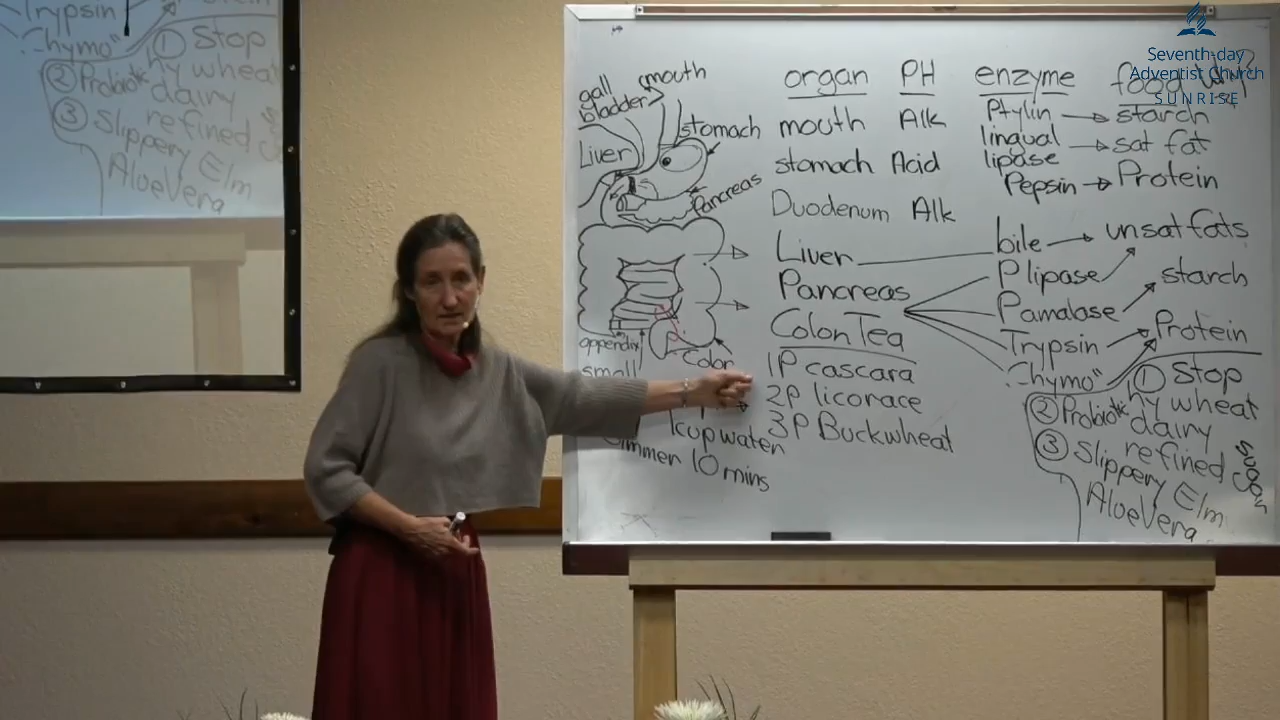 Trypsin
Chymo"
① Stop
② Probiotic hy wheat
dairy
③ Slippery Elm
refined
AloeVera
Seventh-day
Adventist Church
SUNRISE
gall
bladder
mouth
Liver
stomach
Pancreas
appendix
small
Colon
1cup water
simmer 10 mins
organ PH enzyme food Why?
mouth Alk Ptylin starch
lingual
lipase sat fat
stomach Acid Pepsin Protein
Duodenum Alk
Liver bile unsat fats
Pancreas P lipase
Pamalase starch
Trypsin Protein
Chymo"
Colon Tea
1P cascara
2P licorace
3P Buckwheat
① Stop
② Probiotic hy wheat
dairy
③ Slippery Elm
refined
sugar
AloeVera